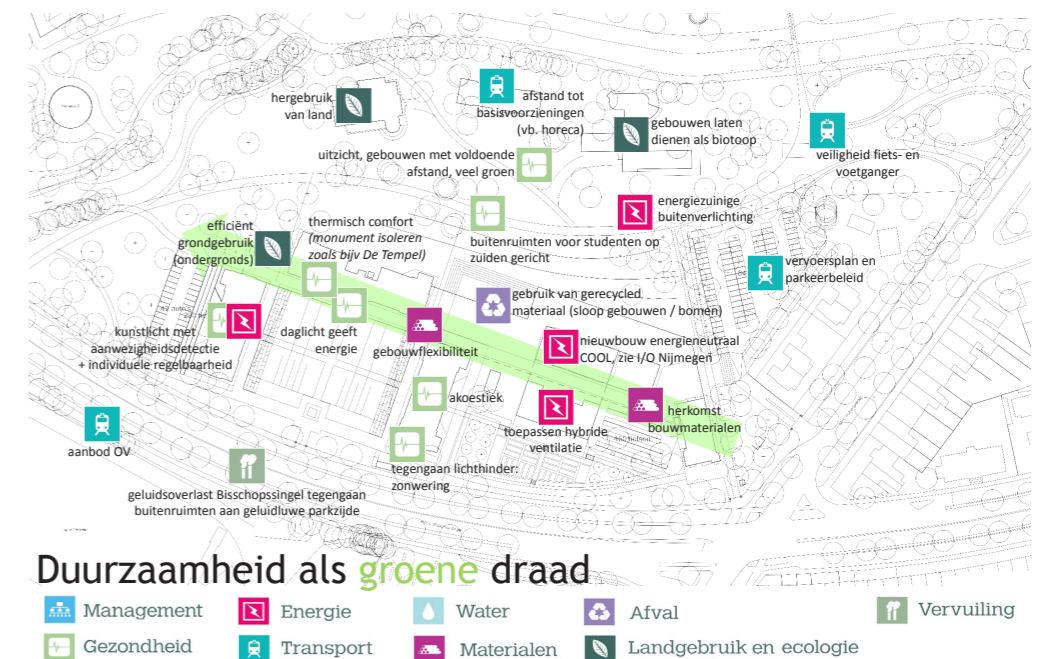 hergebruik
van land
afstand tot
basisvoorzieningen
(vb. horeca)
gebouwen laten
dienen als biotoop
veiligheid fiets- en
voetganger
uitzicht, gebouwen met voldoende
afstand, veel groen
energiezuinige
buitenverlichting
buitenruimten voor studenten op
zuiden gericht
efficiënt
grondgebruik
(ondergronds)
thermisch comfort
(monument isoleren
zoals bijv De Tempel)
vervoersplan en
parkeerbeleid
gebruik van gerecycled
materiaal (sloop gebouwen / bomen)
kunstlicht met
aanwezigheidsdetectie
+ individuele regelbaarheid
daglicht geeft
energie
gebouwflexibiliteit
nieuwbouw energieneutraal
COOL, zie I/O Nijmegen
akoestiek
toepassen hybride
ventilatie
herkomst
bouwmaterialen
aanbod OV
tegengaan lichthinder:
zonwering
geluidsoverlast Bisschopssingel tegengaan
buitenruimten aan geluidluwe parkzijde
Duurzaamheid als groene draad
Management
Energie
Water
Afval
Vervuiling
Gezondheid
Transport
Materialen
Landgebruik en ecologie